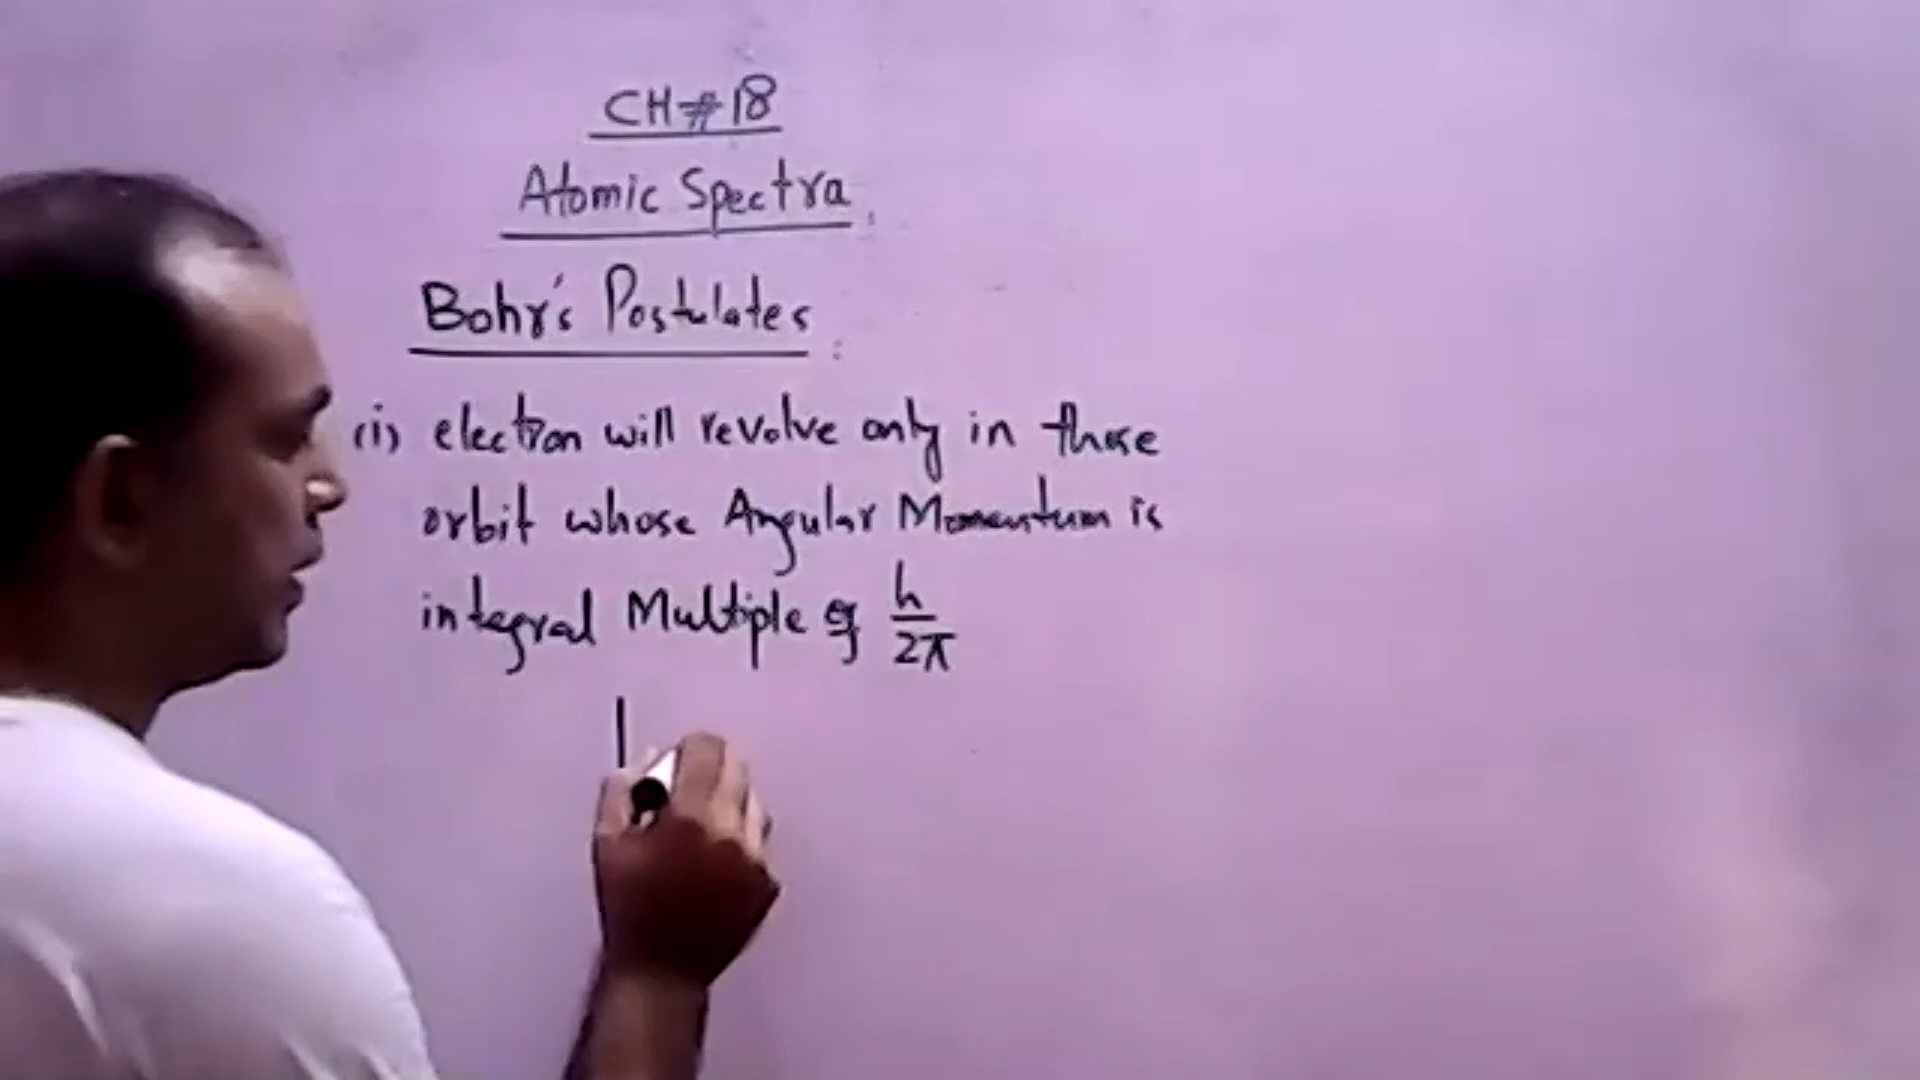 CH#18
Atomic Spectra:
Bohr's Postulates:
(i) electron will revolve only in those
orbit whose Angular Momentum is
integral Multiple of h/2π